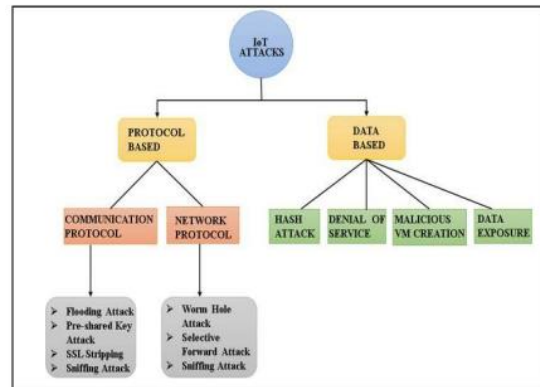 IoT
ATTACKS
PROTOCOL
BASED
DATA
BASED
COMMUNICATION
PROTOCOL
NETWORK
PROTOCOL
HASH
ATTACK
DENIAL OF
SERVICE
MALICIOUS
VM CREATION
DATA
EXPOSURE
➢ Flooding Attack
➢ Pre-shared Key
Attack
➢ SSL Stripping
➢ Sniffing Attack
➢ Worm Hole
Attack
➢ Selective
Forward Attack
➢ Sniffing Attack